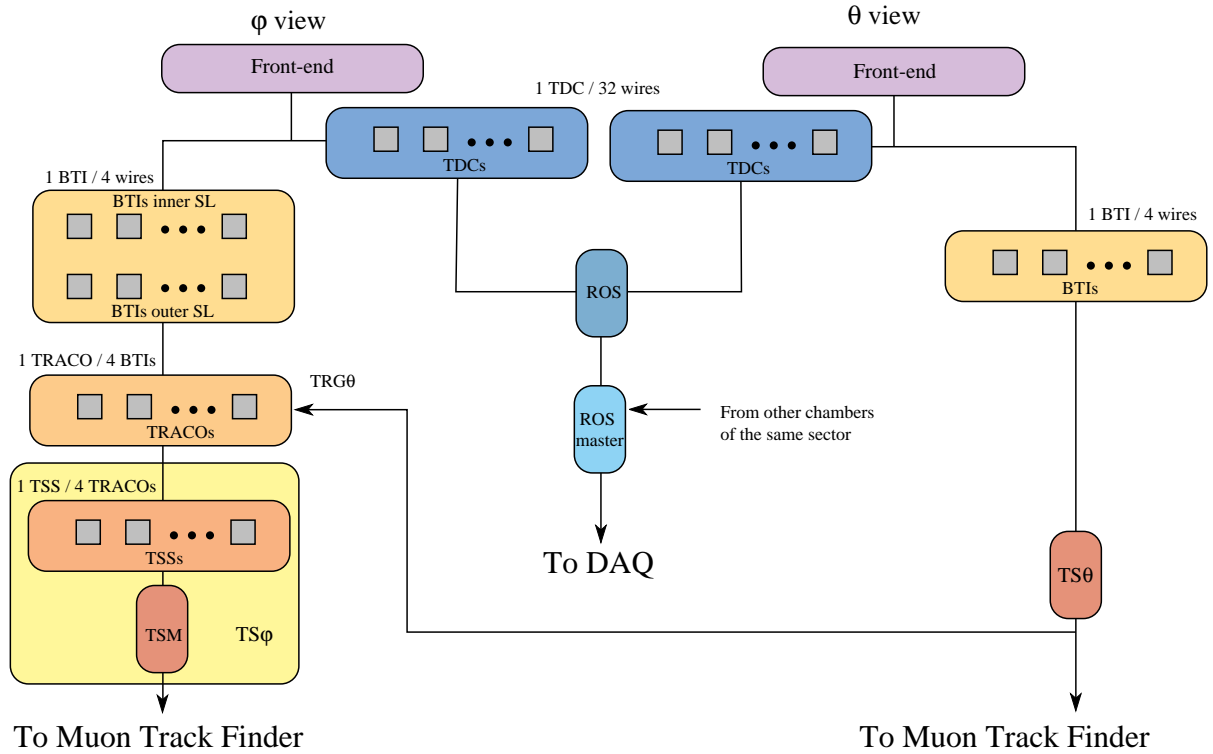 φ view
θ view
Front-end
Front-end
1 TDC / 32 wires
TDCs
TDCs
1 BTI / 4 wires
BTIs inner SL
BTIs outer SL
1 BTI / 4 wires
BTIs
ROS
1 TRACO / 4 BTIs
TRGθ
TRACOs
ROS
master
From other chambers
of the same sector
1 TSS / 4 TRACOs
TSSs
To DAQ
TSθ
TSM
TSφ
To Muon Track Finder
To Muon Track Finder